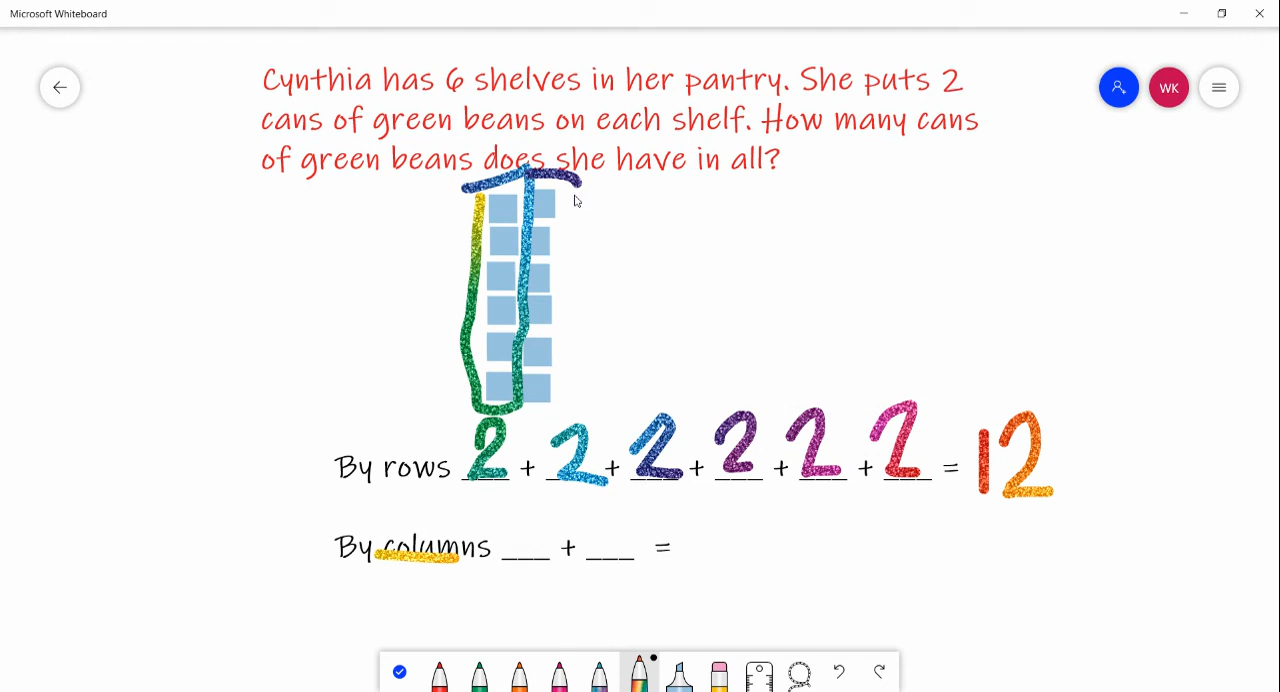 Microsoft Whiteboard
WK
Cynthia has 6 shelves in her pantry. She puts 2
cans of green beans on each shelf. How many cans
of green beans does she have in all?
By rows 2 + 2 + 2 + 2 + 2 + 2 = 12
By columns ___ + ___ =